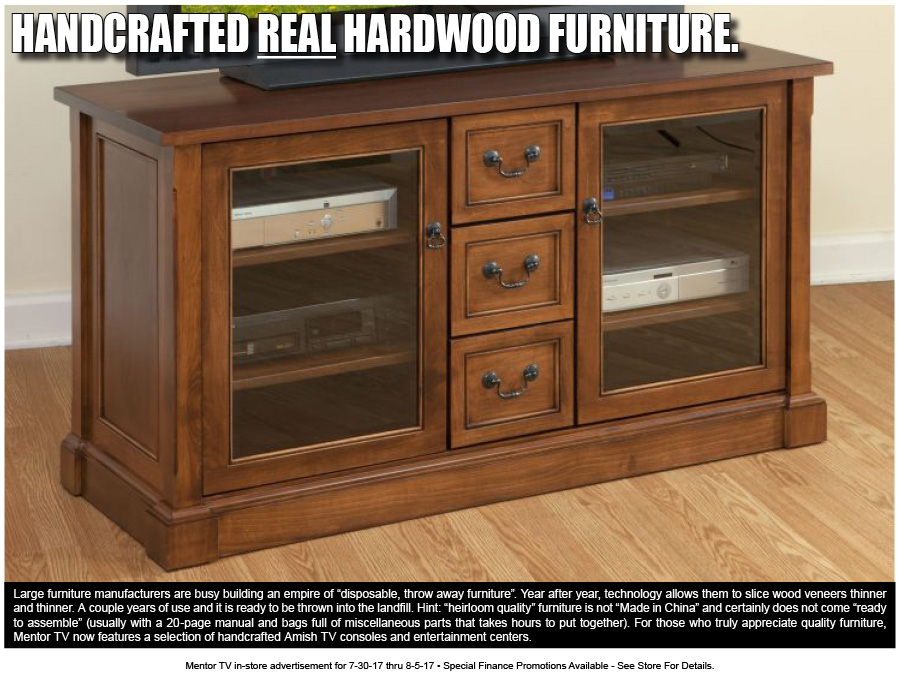 HANDCRAFTED REAL HARDWOOD FURNITURE.
Large furniture manufacturers are busy building an empire of “disposable, throw away furniture”. Year after year, technology allows them to slice wood veneers thinner
and thinner. A couple years of use and it is ready to be thrown into the landfill. Hint: “heirloom quality” furniture is not “Made in China” and certainly does not come “ready
to assemble” (usually with a 20-page manual and bags full of miscellaneous parts that takes hours to put together). For those who truly appreciate quality furniture,
Mentor TV now features a selection of handcrafted Amish TV consoles and entertainment centers.
Mentor TV in-store advertisement for 7-30-17 thru 8-5-17 • Special Finance Promotions Available - See Store For Details.